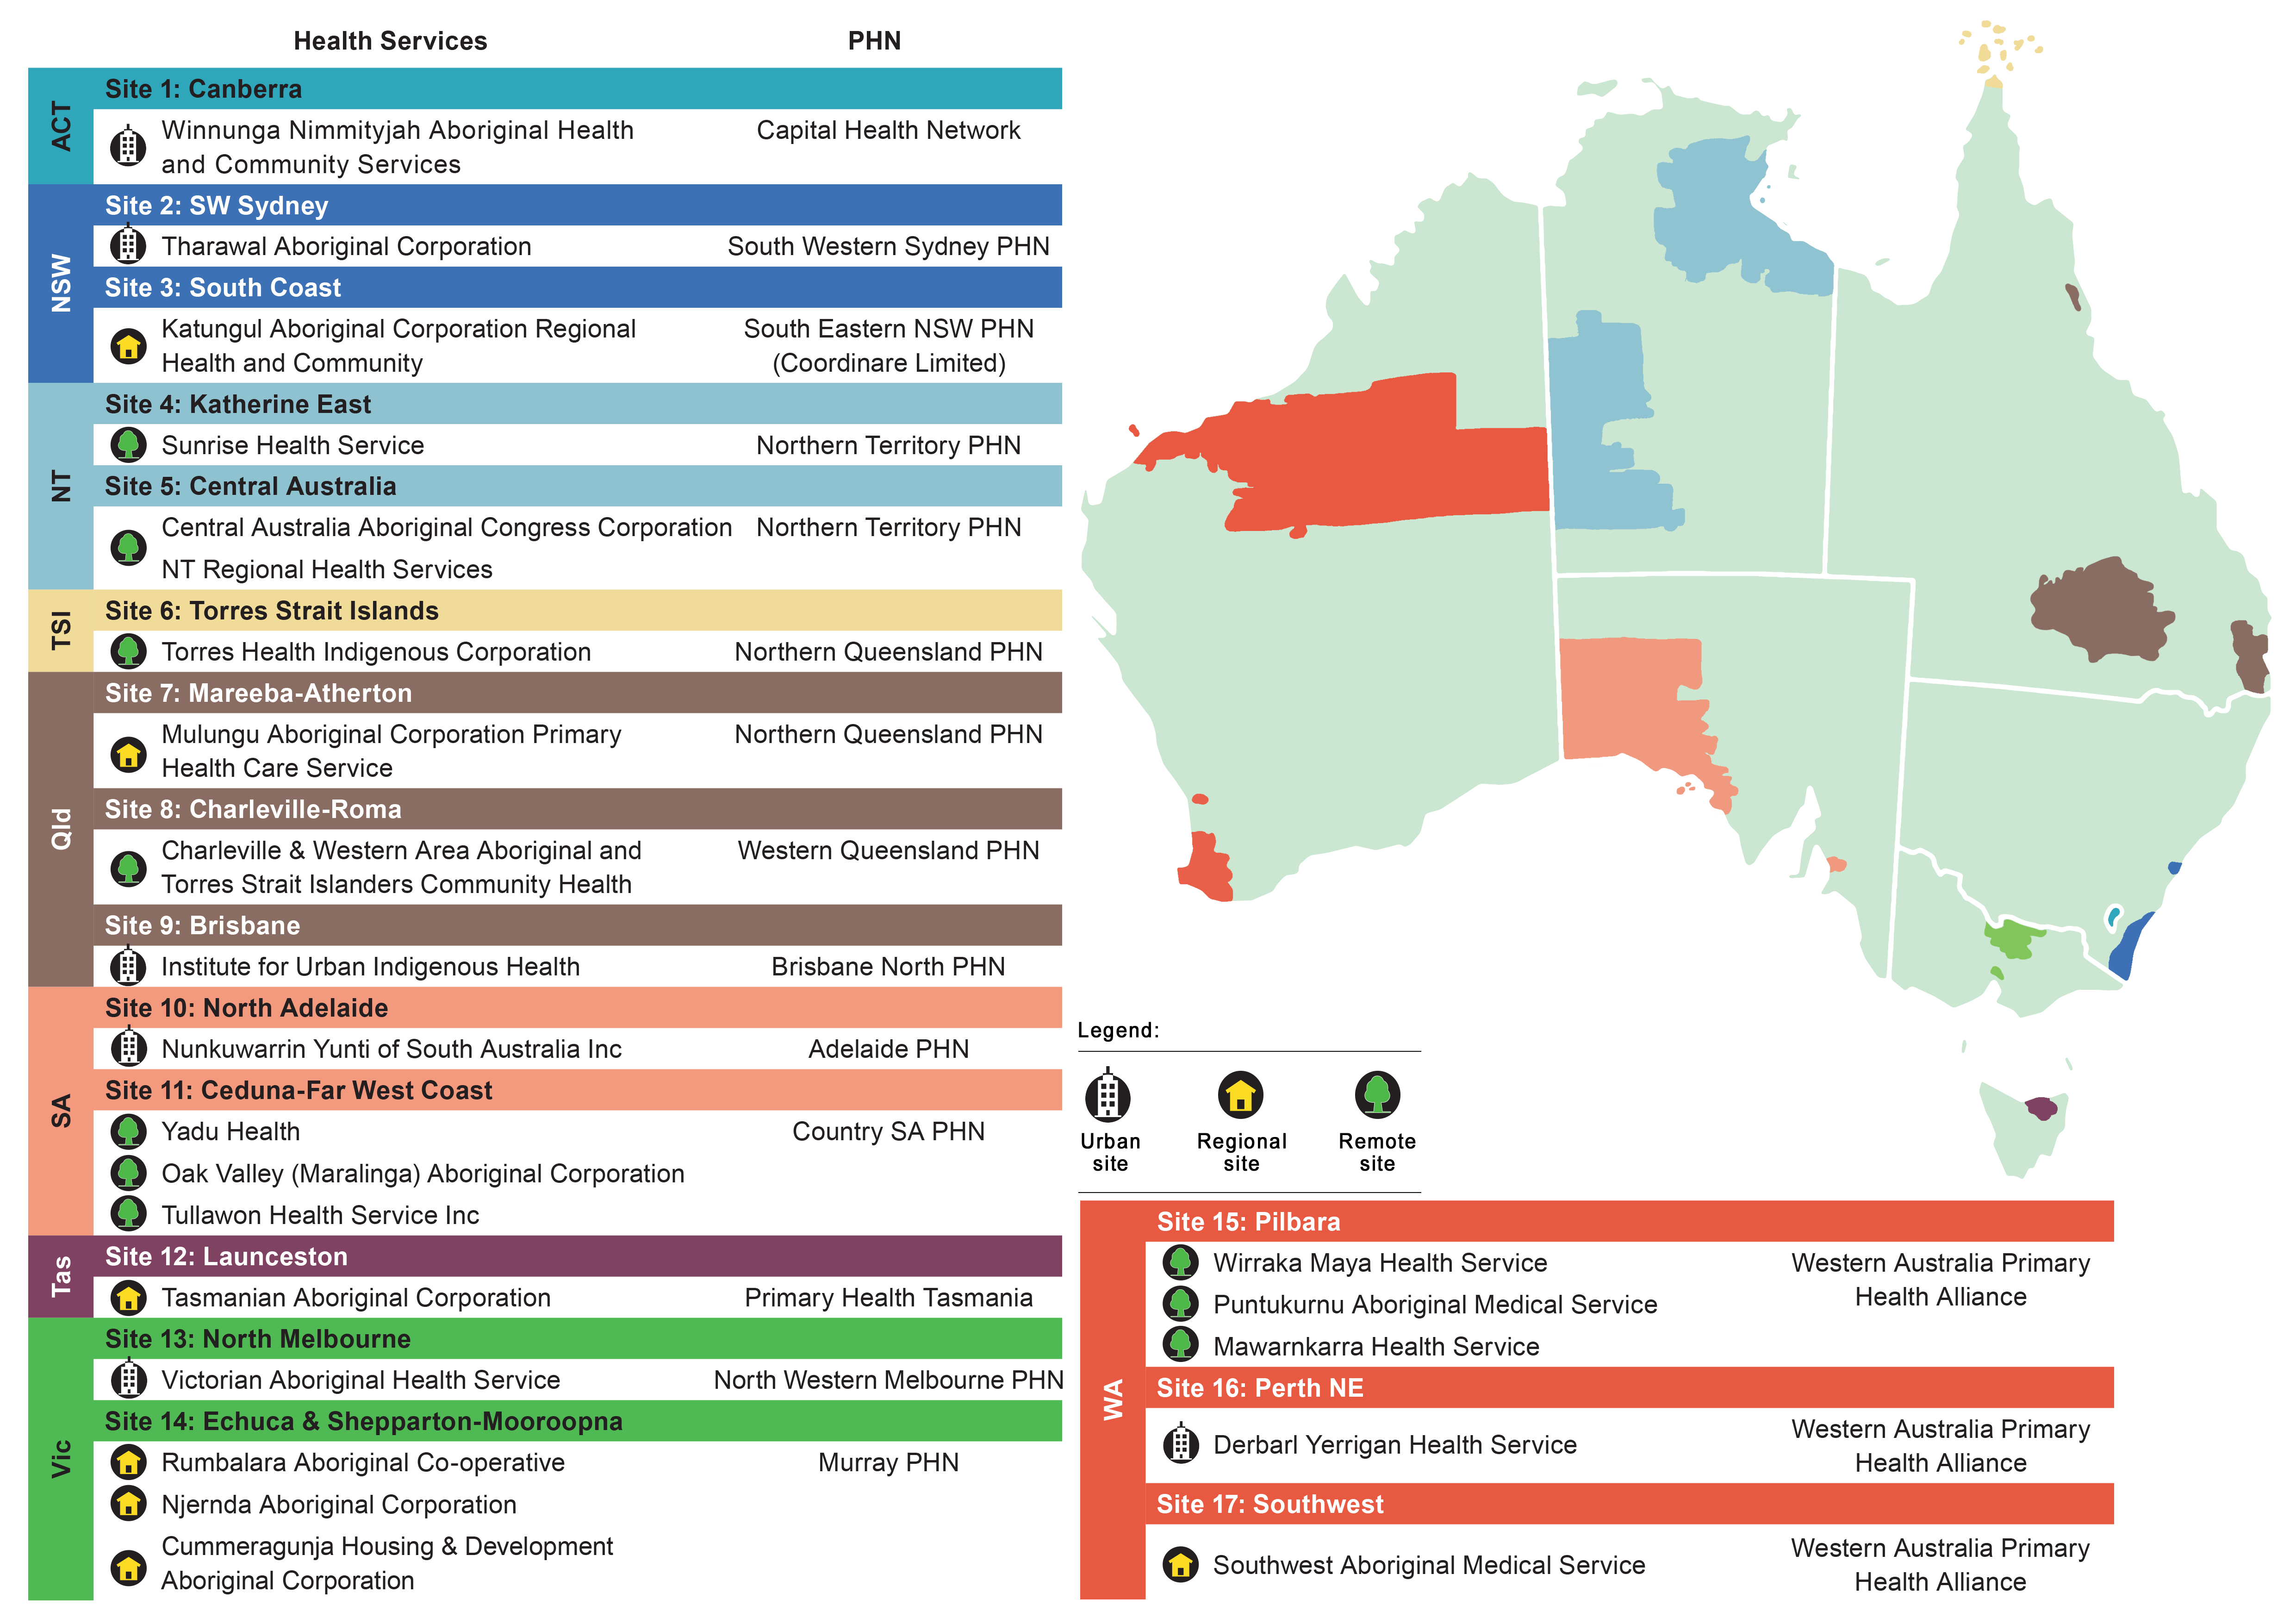 Health Services PHN
ACT
Site 1: Canberra
Winnunga Nimmityjah Aboriginal Health Capital Health Network
and Community Services
NSW
Site 2: SW Sydney
Tharawal Aboriginal Corporation South Western Sydney PHN
Site 3: South Coast
Katungul Aboriginal Corporation Regional South Eastern NSW PHN
Health and Community (Coordinare Limited)
NT
Site 4: Katherine East
Sunrise Health Service Northern Territory PHN
Site 5: Central Australia
Central Australia Aboriginal Congress Corporation Northern Territory PHN
NT Regional Health Services
TSI
Site 6: Torres Strait Islands
Torres Health Indigenous Corporation Northern Queensland PHN
Qld
Site 7: Mareeba-Atherton
Mulungu Aboriginal Corporation Primary Northern Queensland PHN
Health Care Service
Site 8: Charleville-Roma
Charleville & Western Area Aboriginal and Western Queensland PHN
Torres Strait Islanders Community Health
Site 9: Brisbane
Institute for Urban Indigenous Health Brisbane North PHN
SA
Site 10: North Adelaide
Nunkuwarrin Yunti of South Australia Inc Adelaide PHN
Site 11: Ceduna-Far West Coast
Yadu Health Country SA PHN
Oak Valley (Maralinga) Aboriginal Corporation
Tullawon Health Service Inc
Tas
Site 12: Launceston
Tasmanian Aboriginal Corporation Primary Health Tasmania
Vic
Site 13: North Melbourne
Victorian Aboriginal Health Service North Western Melbourne PHN
Site 14: Echuca & Shepparton-Mooroopna
Rumbalara Aboriginal Co-operative Murray PHN
Njernda Aboriginal Corporation
Cummeragunja Housing & Development
Aboriginal Corporation
Legend:
Urban Regional Remote
site site site
WA
Site 15: Pilbara
Wirraka Maya Health Service Western Australia Primary
Health Alliance
Puntukurnu Aboriginal Medical Service
Mawarnkarra Health Service
Site 16: Perth NE
Derbarl Yerrigan Health Service Western Australia Primary
Health Alliance
Site 17: Southwest
Southwest Aboriginal Medical Service Western Australia Primary
Health Alliance